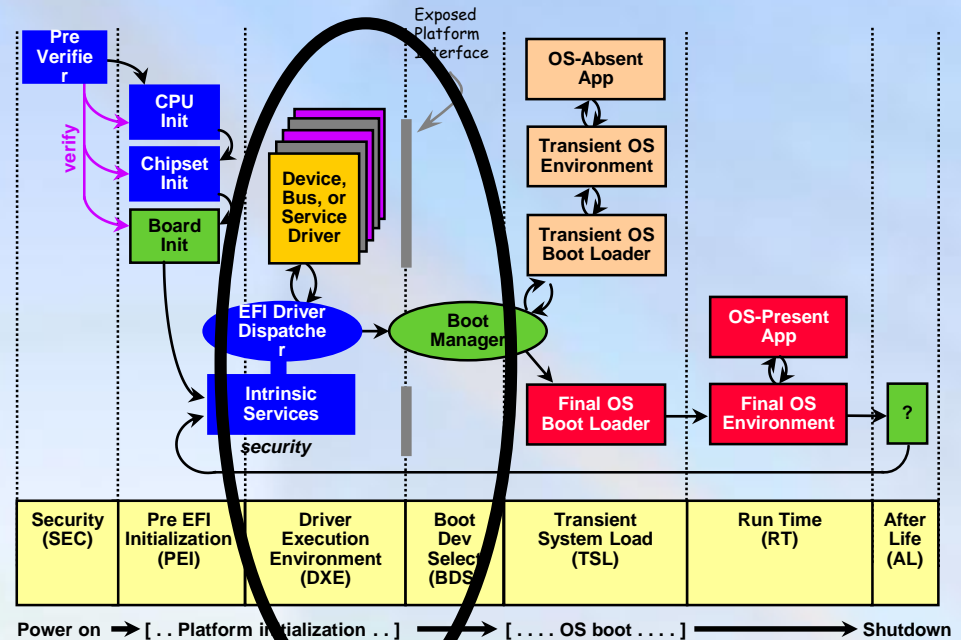 Pre
Verifie
r
CPU
Init
Chipset
Init
Board
Init
verify
Device,
Bus, or
Service
Driver
EFI Driver
Dispatche
r
Intrinsic
Services
security
Exposed
Platform
Interface
Boot
Manager
OS-Absent
App
Transient OS
Environment
Transient OS
Boot Loader
Final OS
Boot Loader
OS-Present
App
Final OS
Environment
?
Security
(SEC)
Pre EFI
Initialization
(PEI)
Driver
Execution
Environment
(DXE)
Boot
Dev
Select
(BDS)
Transient
System Load
(TSL)
Run Time
(RT)
After
Life
(AL)
Power on [ . . Platform initialization . . ] [ . . . . OS boot . . . . ] Shutdown